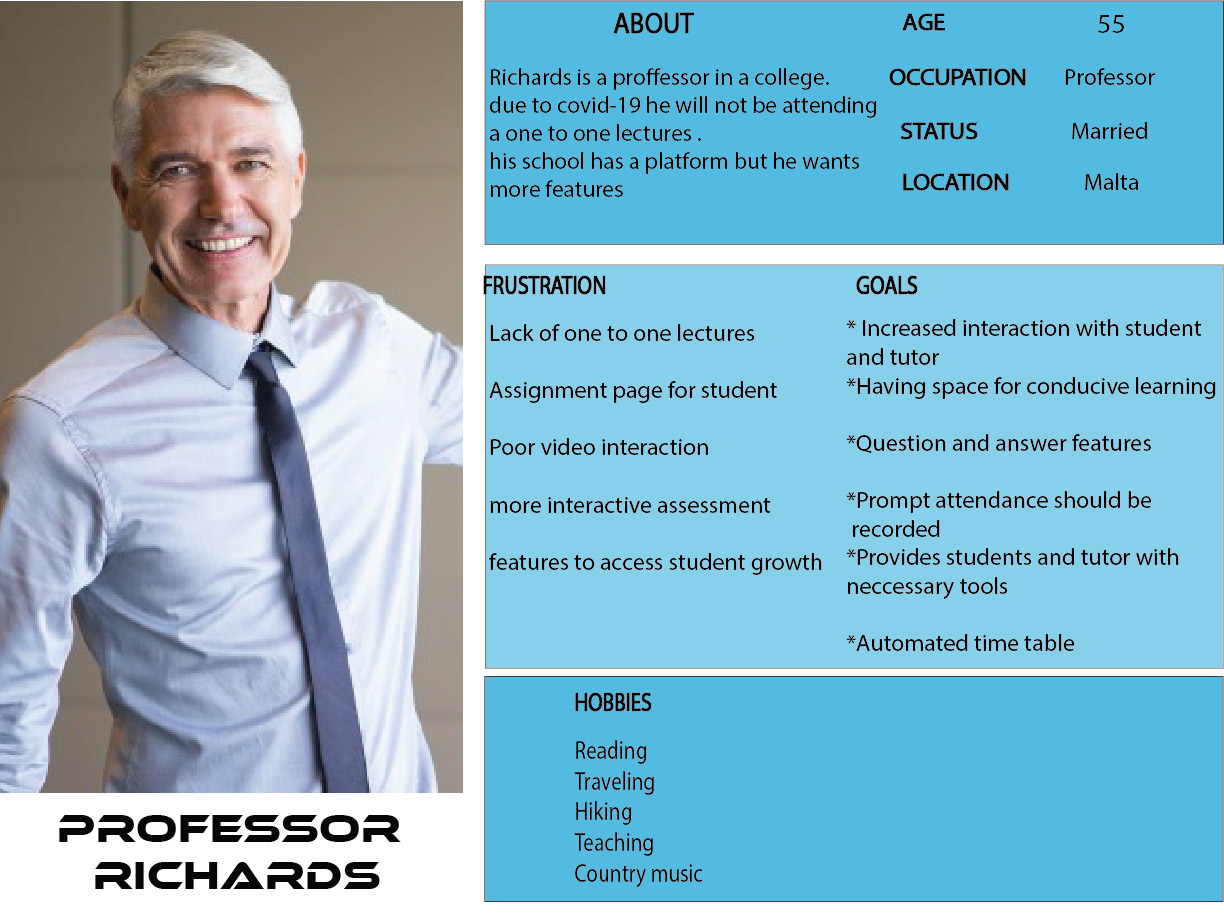 ABOUT
Richards is a proffessor in a college.
due to covid-19 he will not be attending
a one to one lectures .
his school has a platform but he wants
more features
AGE 55
OCCUPATION Professor
STATUS Married
LOCATION Malta
FRUSTRATION
Lack of one to one lectures
Assignment page for student
Poor video interaction
more interactive assessment
features to access student growth
GOALS
* Increased interaction with student
and tutor
*Having space for conducive learning
*Question and answer features
*Prompt attendance should be
recorded
*Provides students and tutor with
neccessary tools
*Automated time table
HOBBIES
Reading
Traveling
Hiking
Teaching
Country music
PROFESSOR
RICHARDS